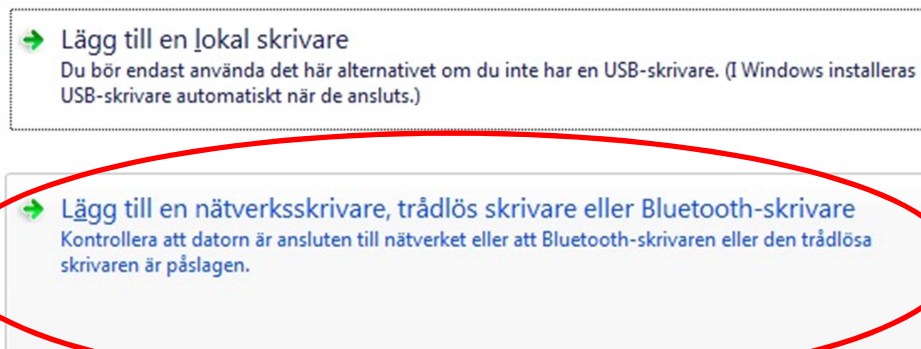 Lägg till en lokal skrivare
Du bör endast använda det här alternativet om du inte har en USB-skrivare. (I Windows installeras
USB-skrivare automatiskt när de ansluts.)
Lägg till en nätverksskrivare, trådlös skrivare eller Bluetooth-skrivare
Kontrollera att datorn är ansluten till nätverket eller att Bluetooth-skrivaren eller den trådlösa
skrivaren är påslagen.